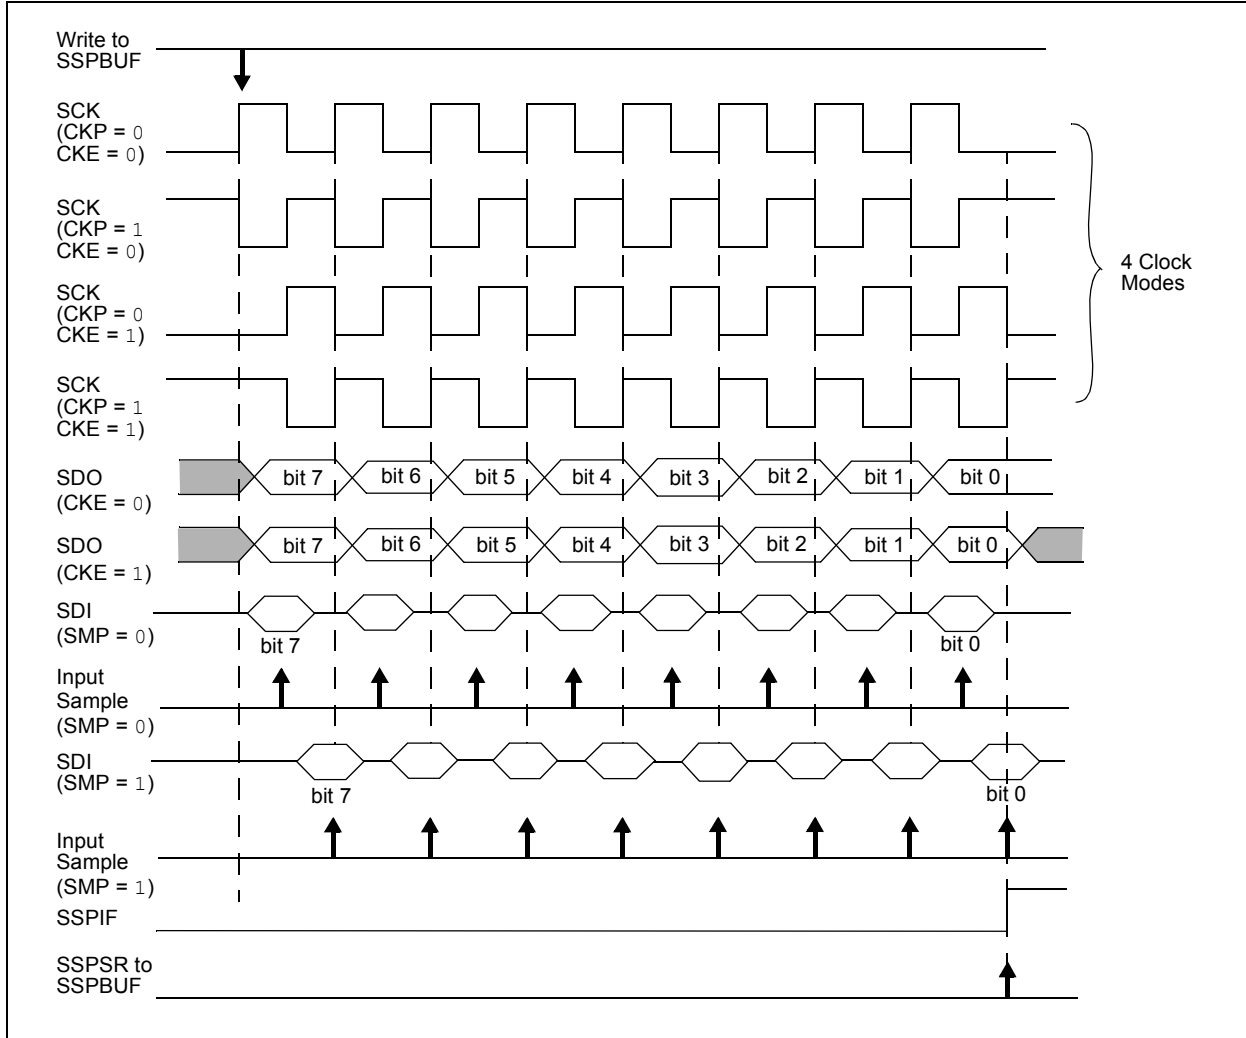 Write to
SSPBUF
SCK
(CKP = 0
CKE = 0)
SCK
(CKP = 1
CKE = 0)
SCK
(CKP = 0
CKE = 1)
SCK
(CKP = 1
CKE = 1)
4 Clock
Modes
SDO
(CKE = 0)
bit 7 bit 6 bit 5 bit 4 bit 3 bit 2 bit 1 bit 0
SDO
(CKE = 1)
bit 7 bit 6 bit 5 bit 4 bit 3 bit 2 bit 1 bit 0
SDI
(SMP = 0)
bit 7 bit 0
Input
Sample
(SMP = 0)
SDI
(SMP = 1)
bit 7 bit 0
Input
Sample
(SMP = 1)
SSPIF
SSPSR to
SSPBUF